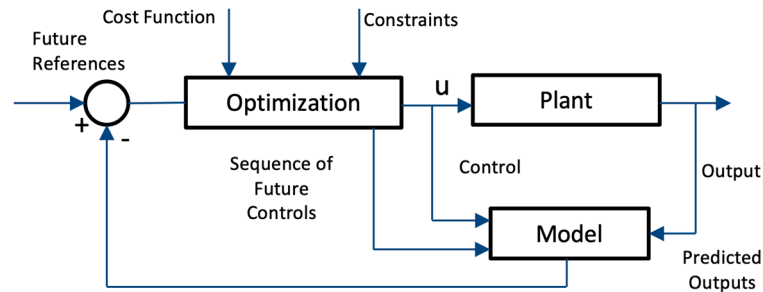 Cost Function
Constraints
Future
References
+
-
Optimization
u
Plant
Sequence of
Future
Controls
Control
Output
Model
Predicted
Outputs